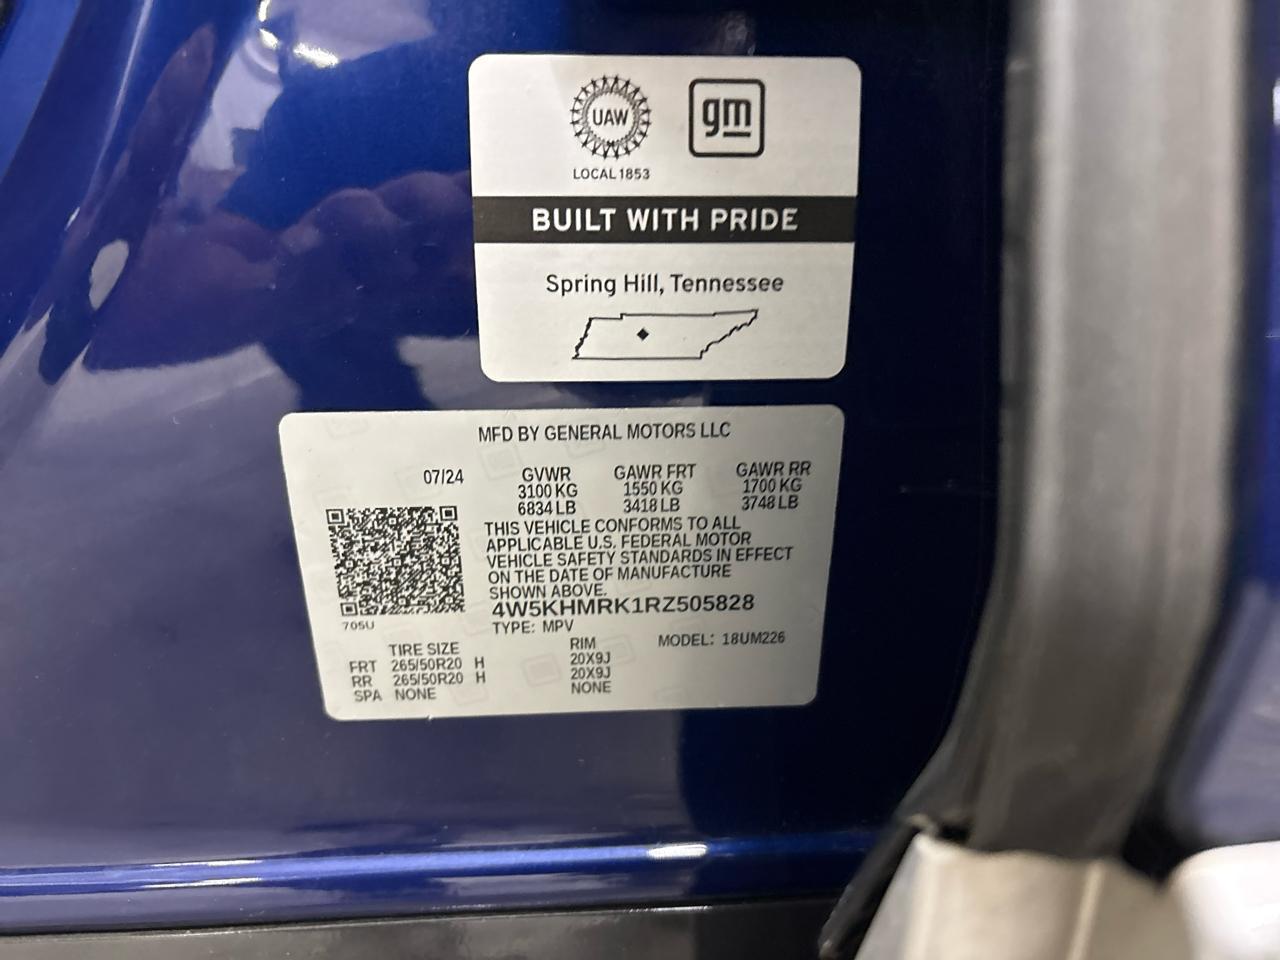 UAW
gm
LOCAL 1853
BUILT WITH PRIDE
Spring Hill, Tennessee
MFD BY GENERAL MOTORS LLC
07/24 GVWR GAWR FRT GAWR RR
3100 KG 1550 KG 1700 KG
6834 LB 3418 LB 3748 LB
THIS VEHICLE CONFORMS TO ALL
APPLICABLE U.S. FEDERAL MOTOR
VEHICLE SAFETY STANDARDS IN EFFECT
ON THE DATE OF MANUFACTURE
SHOWN ABOVE.
4W5KHMRK1RZ505828
705U
TYPE: MPV
TIRE SIZE RIM MODEL: 18UM226
FRT 265/50R20 H 20X9J
RR 265/50R20 H 20X9J
SPA NONE NONE